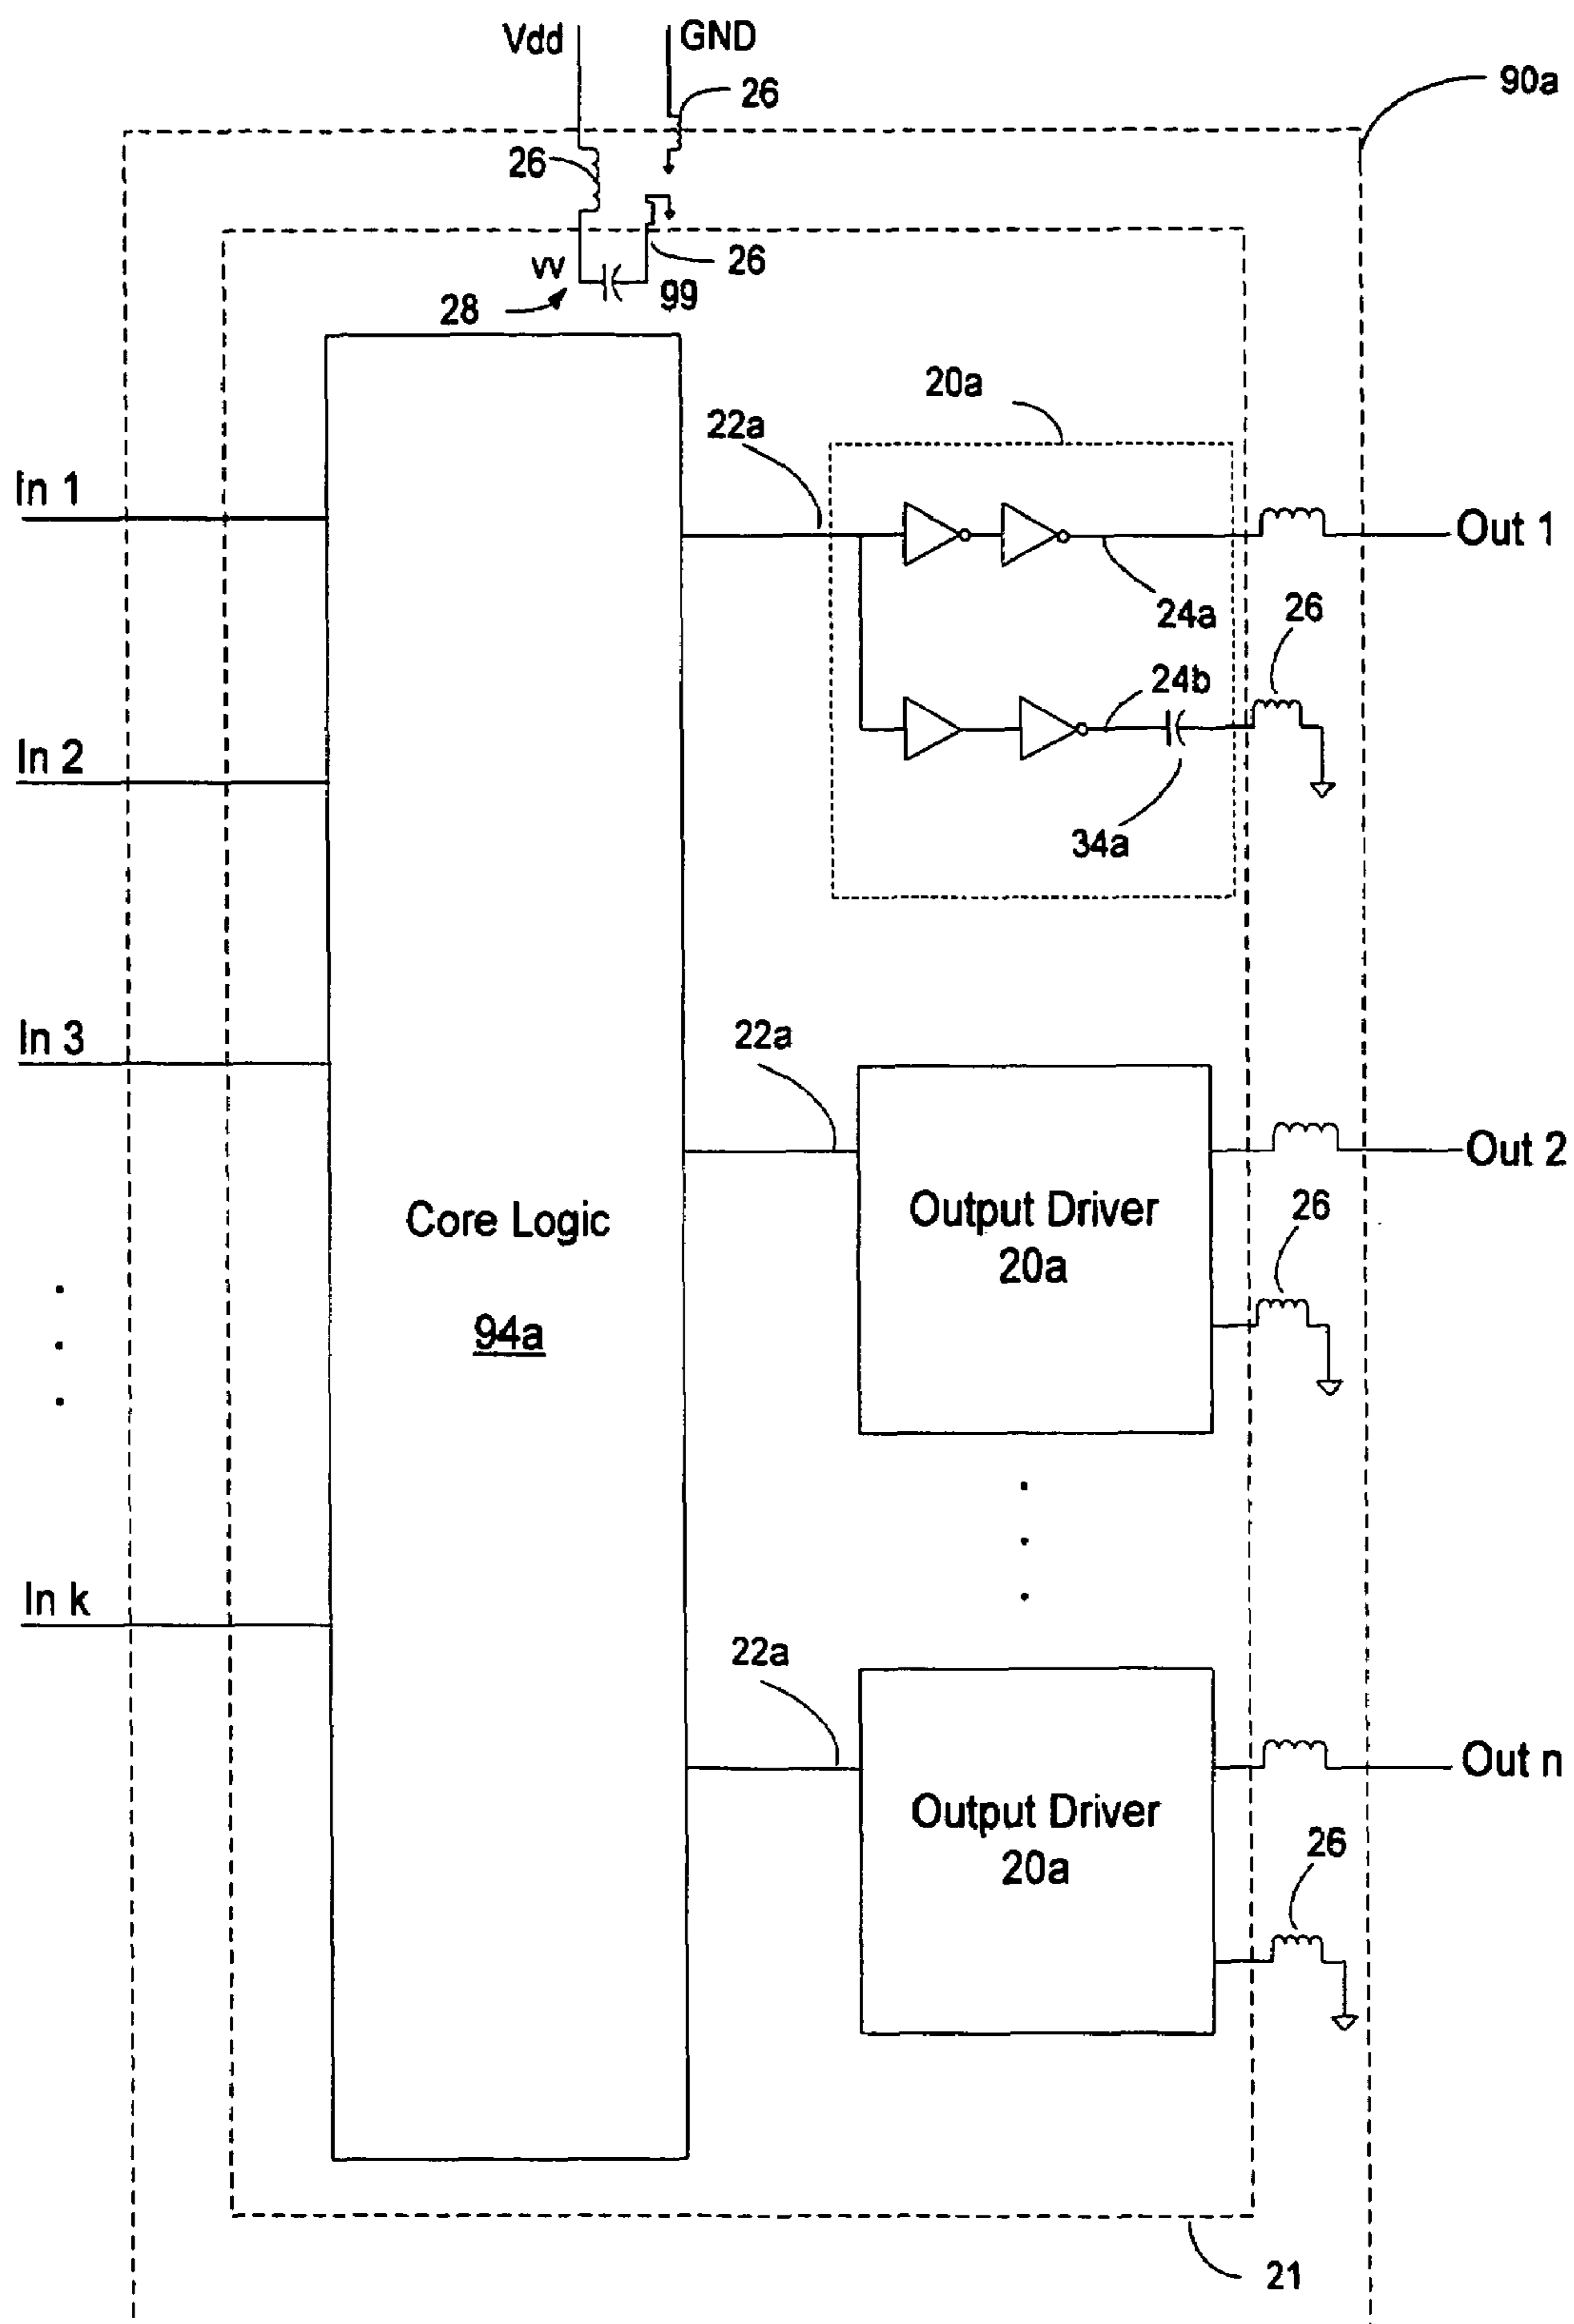 Vdd
GND
26
90a
26
vv
26
28
99
20a
22a
In 1
Out 1
24a
26
24b
In 2
34a
In 3
22a
Out 2
Output Driver
20a
26
Core Logic
94a
In k
22a
Out n
Output Driver
20a
26
21